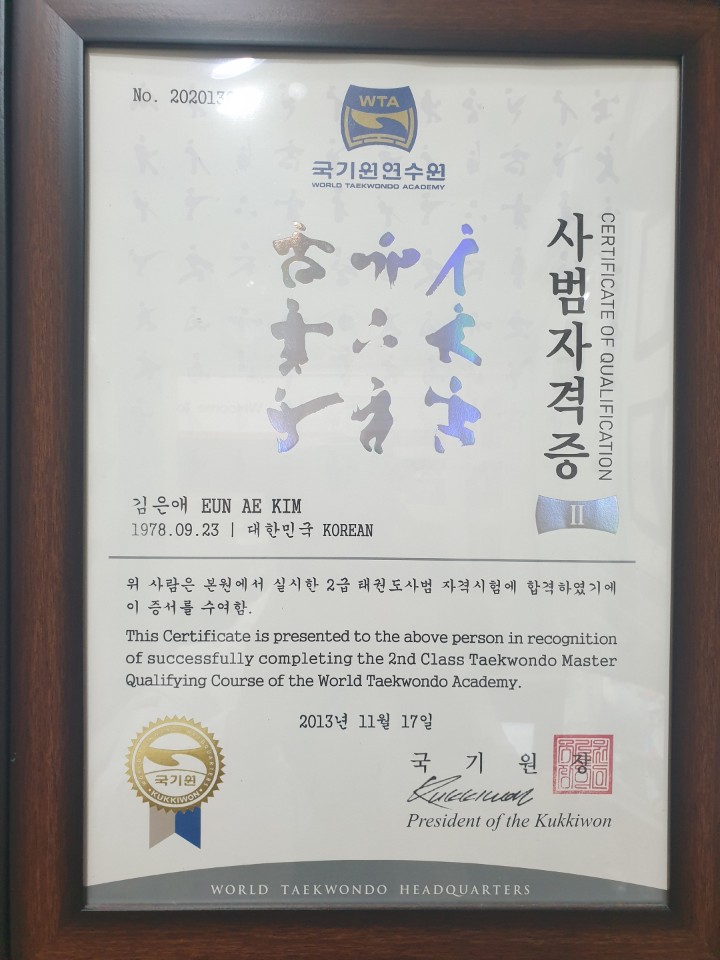 No. 202013
WTA
국기원연수원
WORLD TAEKWONDO ACADEMY
사범자격증
CERTIFICATE OF QUALIFICATION
II
김은애 EUN AE KIM
1978.09.23 | 대한민국 KOREAN
위 사람은 본원에서 실시한 2급 태권도사범 자격시험에 합격하였기에
이 증서를 수여함.
This Certificate is presented to the above person in recognition
of successfully completing the 2nd Class Taekwondo Master
Qualifying Course of the World Taekwondo Academy.
2013년 11월 17일
국기원
KUKKIWON
국 기 원 장
Kukkiwon
President of the Kukkiwon
WORLD TAEKWONDO HEADQUARTERS